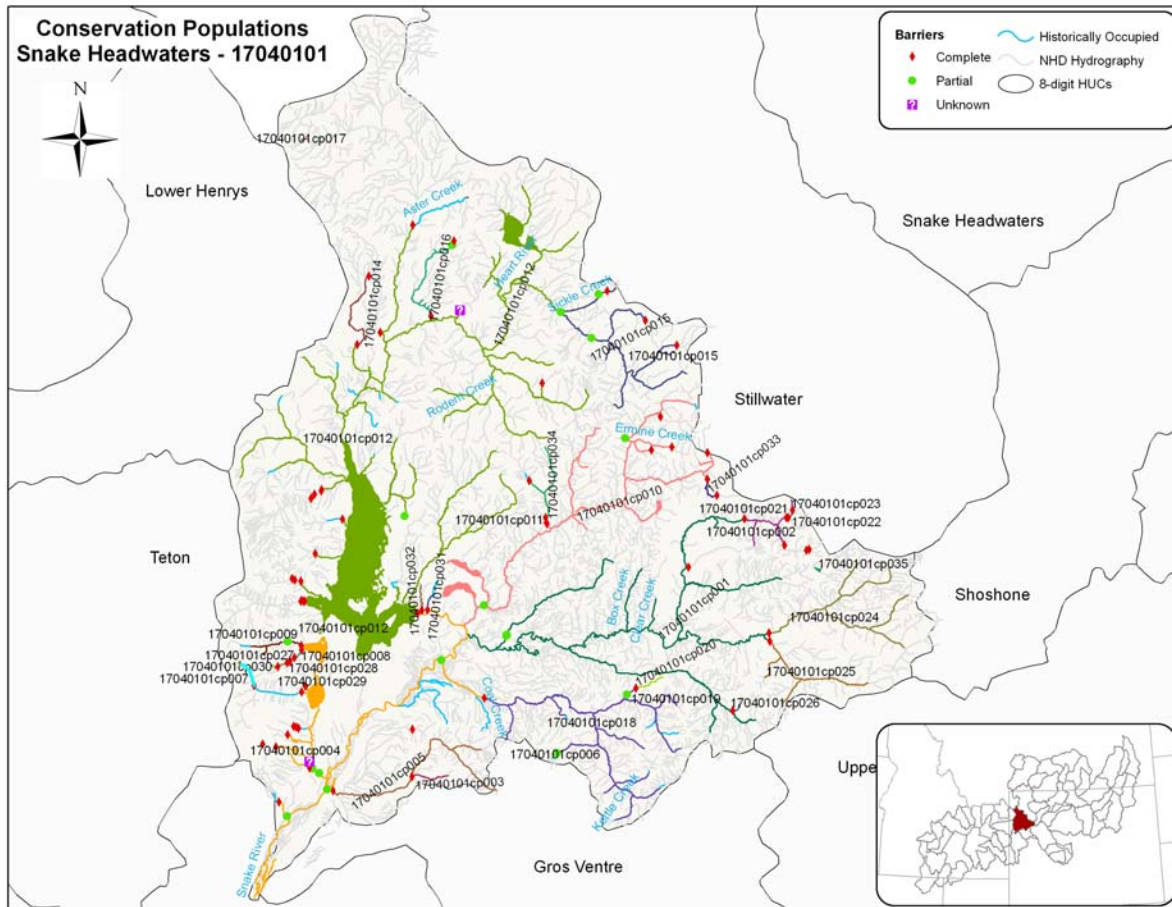 Conservation Populations
Snake Headwaters - 17040101
N
Barriers
Complete
Partial
? Unknown
Historically Occupied
NHD Hydrography
8-digit HUCs
17040101cp017
Lower Henrys
Snake Headwaters
Aster Creek
17040101cp016
Heart River
17040101cp014
17040101cp012
Sickle Creek
?
17040101cp015
17040101cp015
Rodent Creek
Stillwater
Ermine Creek
17040101cp012
17040101cp034
17040101cp033
17040101cp010
17040101cp011
17040101cp021
17040101cp023
17040101cp022
17040101cp002
Teton
17040101cp035
17040101cp032
17040101cp031
Box Creek
Clear Creek
17040101cp001
17040101cp024
Shoshone
17040101cp012
17040101cp009
17040101cp027
17040101cp008
17040101cp030
17040101cp028
17040101cp007
17040101cp029
17040101cp020
17040101cp025
17040101cp019
17040101cp026
17040101cp018
17040101cp004
17040101cp006
?
17040101cp005
17040101cp003
Kettle Creek
Uppe
Snake River
Gros Ventre